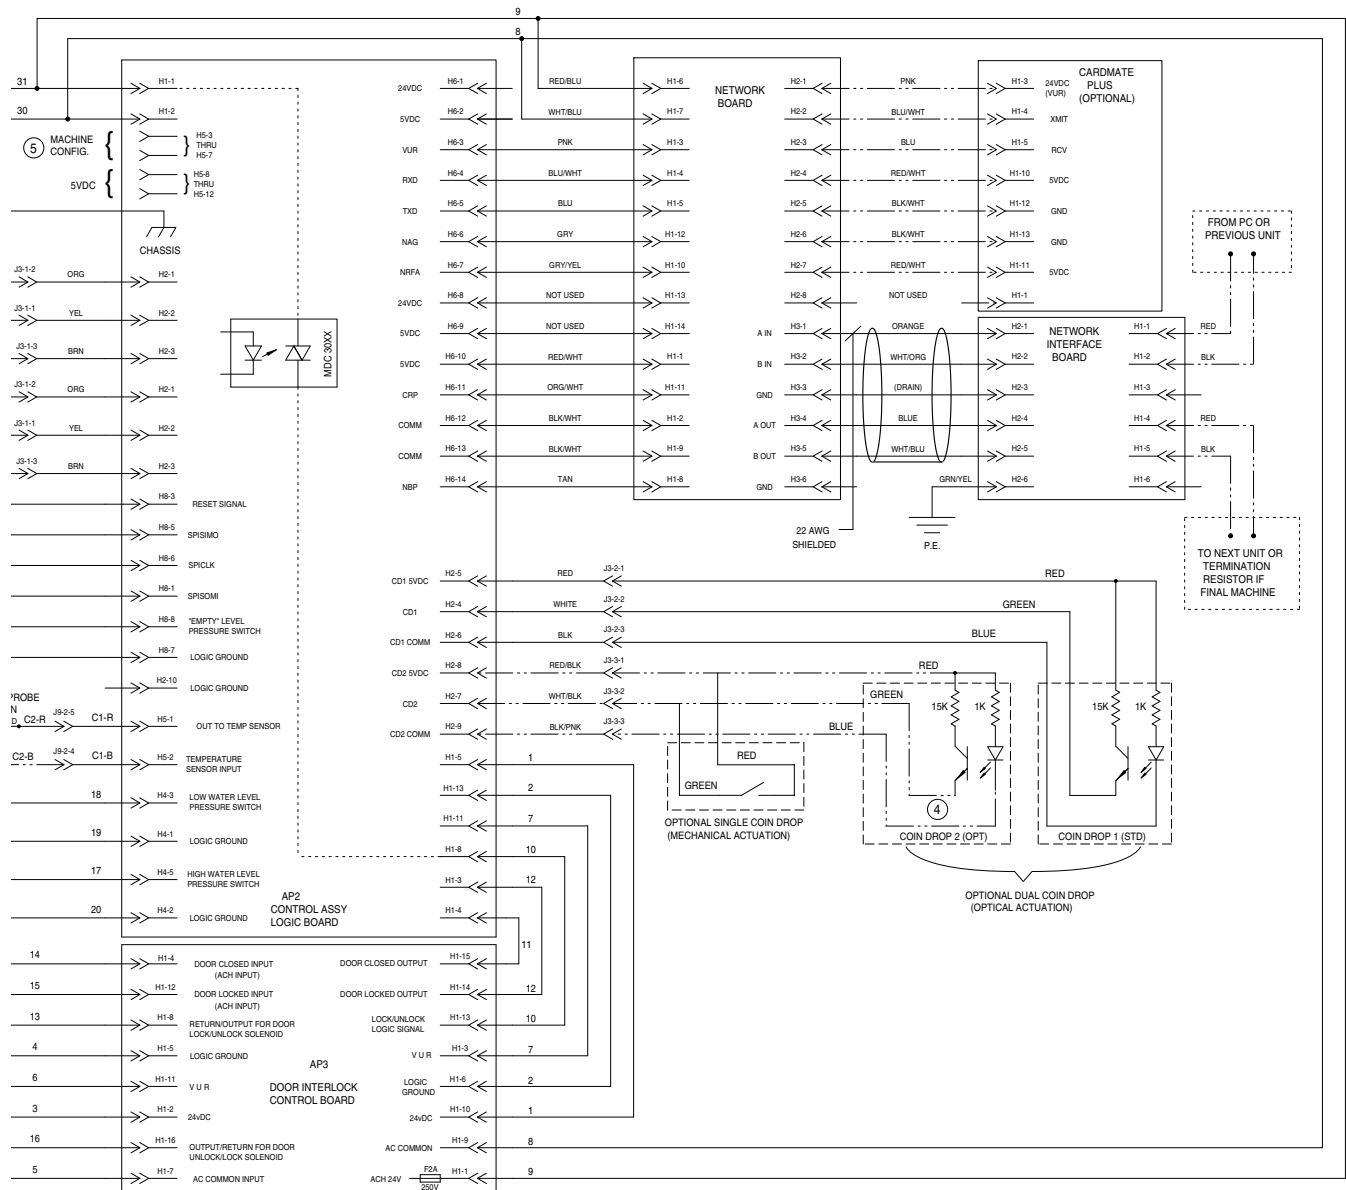 9
8
31
H1-1
30
H1-2
5
MACHINE
CONFIG.
H5-3
THRU
H5-7
5VDC
H5-8
THRU
H5-12
CHASSIS
J3-1-2 ORG H2-1
J3-1-1 YEL H2-2
J3-1-3 BRN H2-3
J3-1-2 ORG H2-1
J3-1-1 YEL H2-2
J3-1-3 BRN H2-3
MDC 30XX
H8-3 RESET SIGNAL
H8-5 SPISIMO
H8-6 SPICLK
H8-1 SPISOMI
H8-8 "EMPTY" LEVEL
PRESSURE SWITCH
H8-7 LOGIC GROUND
H2-10 LOGIC GROUND
'ROBE
N
D C2-R J9-2-5 C1-R H5-1 OUT TO TEMP SENSOR
C2-B J9-2-4 C1-B H5-2 TEMPERATURE
SENSOR INPUT
18 H4-3 LOW WATER LEVEL
PRESSURE SWITCH
19 H4-1 LOGIC GROUND
17 H4-5 HIGH WATER LEVEL
PRESSURE SWITCH
20 H4-2 LOGIC GROUND
AP2
CONTROL ASSY
LOGIC BOARD
24VDC H6-1 RED/BLU H1-6
5VDC H6-2 WHT/BLU H1-7
VUR H6-3 PNK H1-3
RXD H6-4 BLU/WHT H1-4
TXD H6-5 BLU H1-5
NAG H6-6 GRY H1-12
NRFA H6-7 GRY/YEL H1-10
24VDC H6-8 NOT USED H1-13
5VDC H6-9 NOT USED H1-14
5VDC H6-10 RED/WHT H1-1
CRP H6-11 ORG/WHT H1-11
COMM H6-12 BLK/WHT H1-2
COMM H6-13 BLK/WHT H1-9
NBP H6-14 TAN H1-8
NETWORK
BOARD
H2-1 PNK H1-3 24VDC
(VUR)
H2-2 BLU/WHT H1-4 XMIT
H2-3 BLU H1-5 RCV
H2-4 RED/WHT H1-10 5VDC
H2-5 BLK/WHT H1-12 GND
H2-6 BLK/WHT H1-13 GND
H2-7 RED/WHT H1-11 5VDC
H2-8 NOT USED H1-1
CARDMATE
PLUS
(OPTIONAL)
A IN H3-1 ORANGE H2-1
B IN H3-2 WHT/ORG H2-2
GND H3-3 (DRAIN) H2-3
A OUT H3-4 BLUE H2-4
B OUT H3-5 WHT/BLU H2-5
GND H3-6 GRN/YEL H2-6
22 AWG
SHIELDED
P.E.
NETWORK
INTERFACE
BOARD
H1-1 RED
H1-2 BLK
H1-3
H1-4 RED
H1-5 BLK
H1-6
FROM PC OR
PREVIOUS UNIT
TO NEXT UNIT OR
TERMINATION
RESISTOR IF
FINAL MACHINE
CD1 5VDC H2-5 RED J3-2-1 RED
CD1 H2-4 WHITE J3-2-2 GREEN
CD1 COMM H2-6 BLK J3-2-3 BLUE
CD2 5VDC H2-8 RED/BLK J3-3-1 RED
CD2 H2-7 WHT/BLK J3-3-2 GREEN
CD2 COMM H2-9 BLK/PNK J3-3-3 BLUE
H1-5 1
H1-13 2
H1-11 7
H1-8 10
H1-3 12
H1-4
11
RED
GREEN
OPTIONAL SINGLE COIN DROP
(MECHANICAL ACTUATION)
15K 1K
4
COIN DROP 2 (OPT)
15K 1K
COIN DROP 1 (STD)
OPTIONAL DUAL COIN DROP
(OPTICAL ACTUATION)
14 H1-4 DOOR CLOSED INPUT
(ACH INPUT)
15 H1-12 DOOR LOCKED INPUT
(ACH INPUT)
13 H1-8 RETURN/OUTPUT FOR DOOR
LOCK/UNLOCK SOLENOID
4 H1-5 LOGIC GROUND
6 H1-11 V U R
3 H1-2 24vDC
16 H1-16 OUTPUT/RETURN FOR DOOR
UNLOCK/LOCK SOLENOID
5 H1-7 AC COMMON INPUT
AP3
DOOR INTERLOCK
CONTROL BOARD
DOOR CLOSED OUTPUT H1-15
DOOR LOCKED OUTPUT H1-14 12
LOCK/UNLOCK
LOGIC SIGNAL H1-13 10
V U R H1-3 7
LOGIC
GROUND H1-6 2
24vDC H1-10 1
AC COMMON H1-9 8
ACH 24V F2A
250V H1-1 9